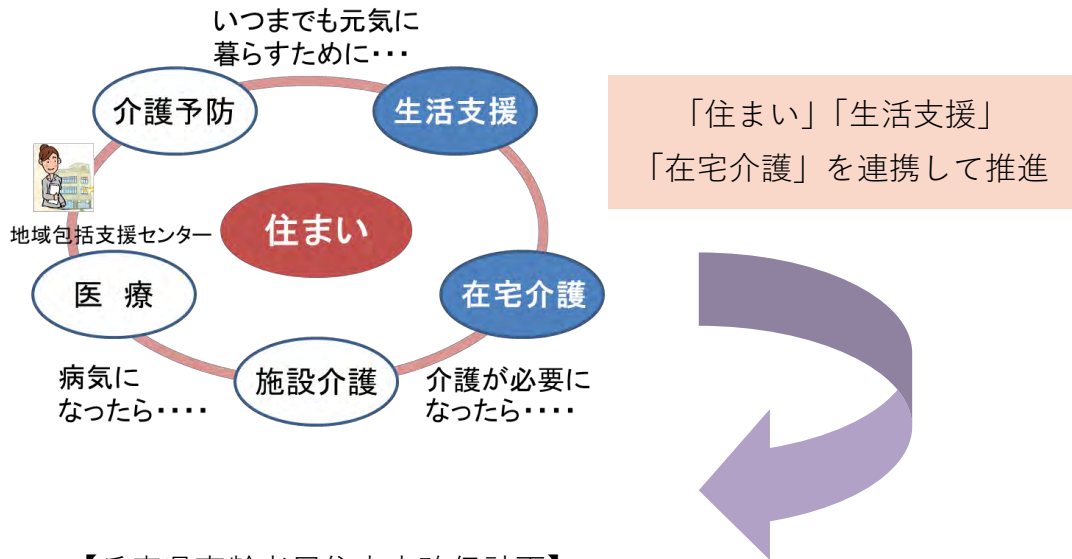 いつまでも元気に
暮らすために・・・
介護予防
生活支援
地域包括支援センター
住まい
医 療
在宅介護
施設介護
病気に
なったら・・・・
介護が必要に
なったら・・・・
「住まい」「生活支援」
「在宅介護」を連携して推進